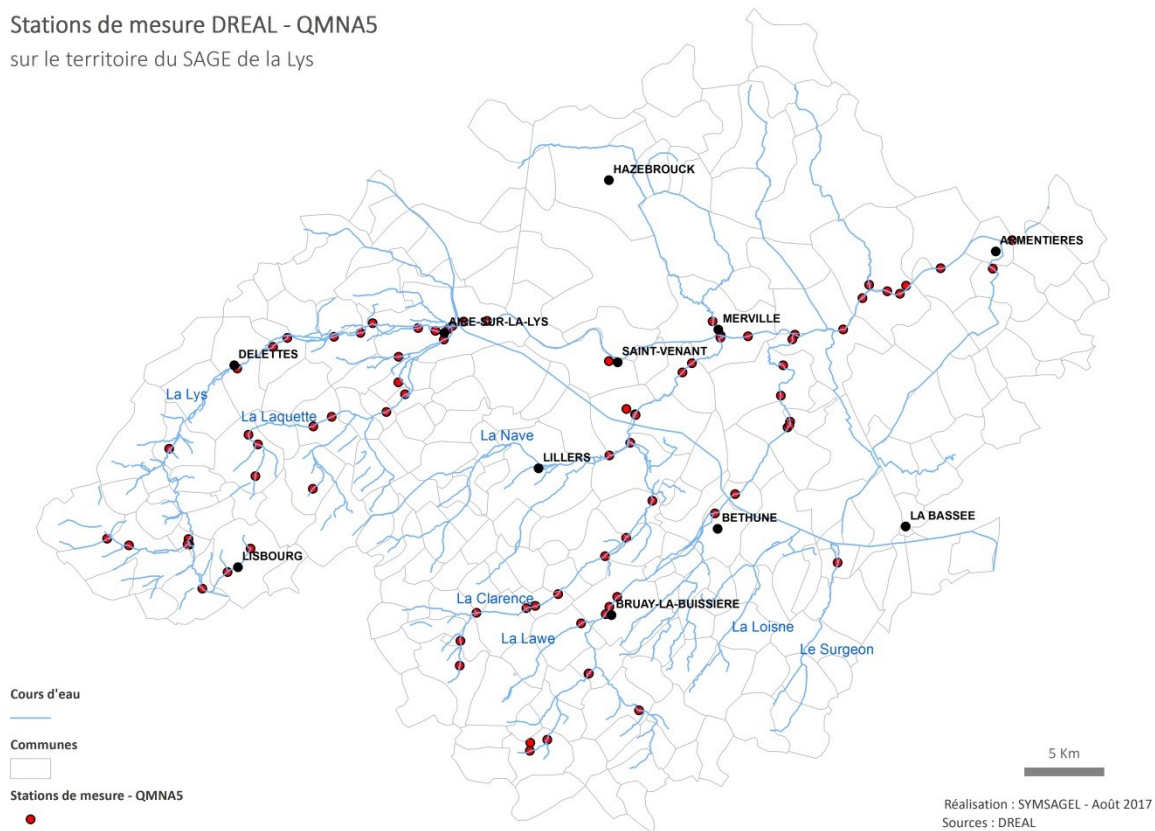 Stations de mesure DREAL - QMNA5
sur le territoire du SAGE de la Lys
HAZEBROUCK
ARMENTIERES
AIRE-SUR-LA-LYS
MERVILLE
DELETTES
SAINT-VENANT
La Lys
La Laquette
La Nave
LILLERS
BETHUNE
LA BASSEE
LISBOURG
La Clarence
BRUAY-LA-BUISSIERE
La Lawe
La Loisne
Le Surgeon
Cours d'eau
Communes
Stations de mesure - QMNA5
5 Km
Réalisation : SYMSAGEL - Août 2017
Sources : DREAL